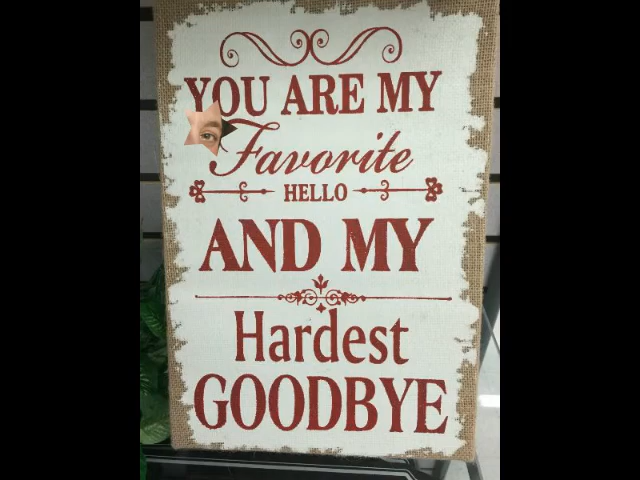 YOU ARE MY
Favorite
HELLO
AND MY
Hardest
GOODBYE